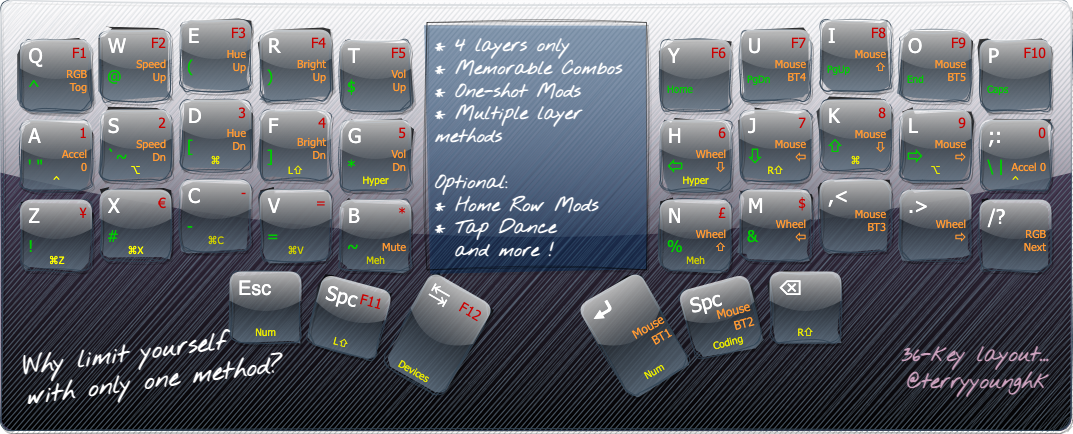 Q F1 W F2 E F3 R F4 T F5
^ RGB Tog @ Speed Up ( Hue Up ) Bright Up $ Vol Up
A 1 S 2 D 3 F 4 G 5
' " Accel 0 ^ ` ~ Speed Dn ⌥ [ Hue Dn ⌘ ] Bright Dn L⇧ * Vol Dn Hyper
Z ¥ X € C - V = B *
! ⌘Z # ⌘X - ⌘C = ⌘V ~ Mute Meh
* 4 layers only
* Memorable Combos
* One-shot Mods
* Multiple layer
methods
Optional:
* Home Row Mods
* Tap Dance
and more !
Y F6 U F7 I F8 O F9 P F10
Home PgDn Mouse BT4 PgUp Mouse ⇧ End Mouse BT5 Caps
H 6 J 7 K 8 L 9 ;: 0
⇦ Wheel ⇩ Hyper ⇩ Mouse ⇦ R⇧ ⇧ Mouse ⇩ ⌘ ⇨ Mouse ⇨ ⌥ \ | Accel 0 ^
N £ M $ ,< .> /?
% Wheel ⇧ Meh & Wheel ⇦ Mouse BT3 Wheel ⇨ RGB Next
Esc Num
Spc F11 L⇧
↹ F12 Devices
↵ Mouse BT1 Num
Spc Mouse BT2 Coding
⌫ R⇧
Why limit yourself
with only one method?
36-Key layout...
@terryyounghk